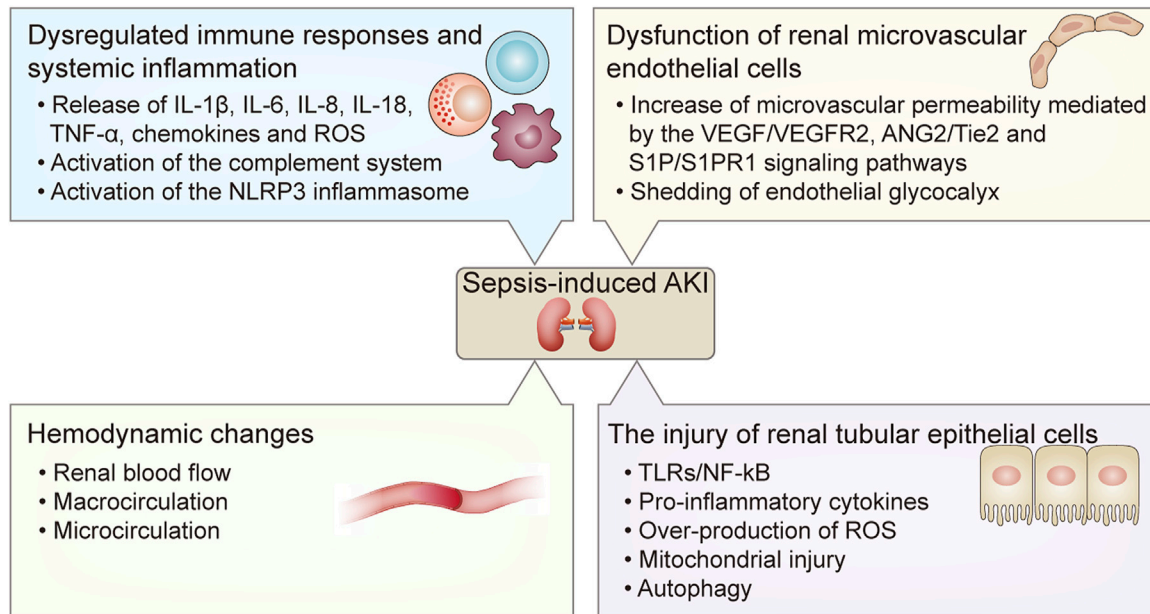 Dysregulated immune responses and
systemic inflammation
• Release of IL-1β, IL-6, IL-8, IL-18,
TNF-α, chemokines and ROS
• Activation of the complement system
• Activation of the NLRP3 inflammasome
Dysfunction of renal microvascular
endothelial cells
• Increase of microvascular permeability mediated
by the VEGF/VEGFR2, ANG2/Tie2 and
S1P/S1PR1 signaling pathways
• Shedding of endothelial glycocalyx
Sepsis-induced AKI
Hemodynamic changes
• Renal blood flow
• Macrocirculation
• Microcirculation
The injury of renal tubular epithelial cells
• TLRs/NF-kB
• Pro-inflammatory cytokines
• Over-production of ROS
• Mitochondrial injury
• Autophagy